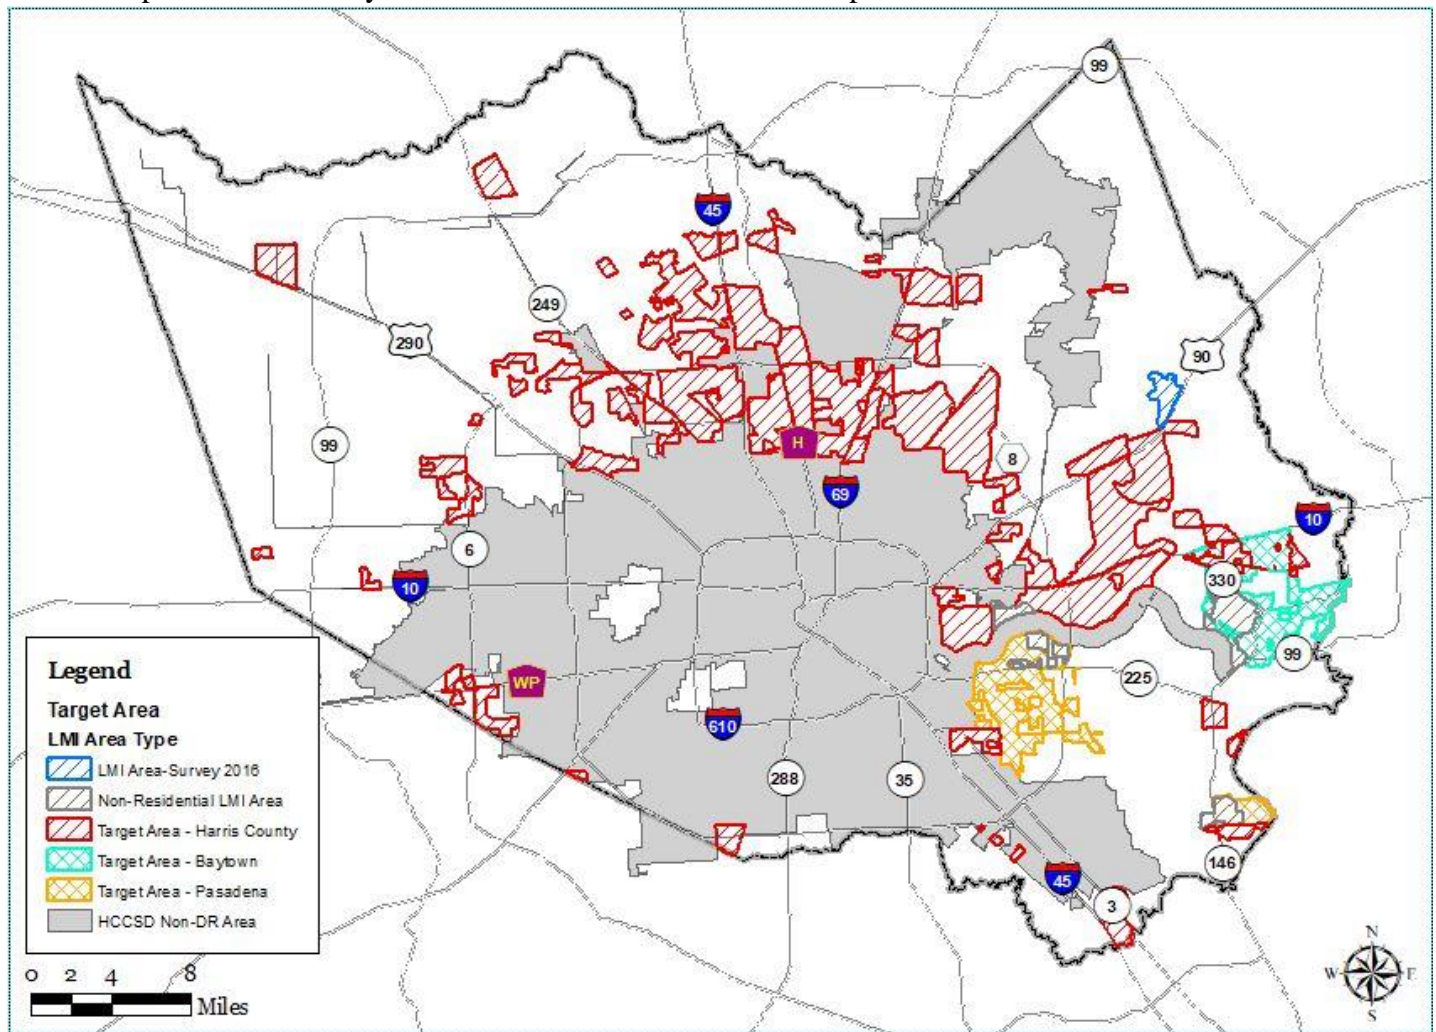 99
45
249
290
90
99
H
8
69
10
6
10
330
99
WP
225
610
288
35
146
45
3
Legend
Target Area
LMI Area Type
LMI Area-Survey 2016
Non-Residential LMI Area
Target Area - Harris County
Target Area - Baytown
Target Area - Pasadena
HCCSD Non-DR Area
0 2 4 8
Miles
N
W E
S